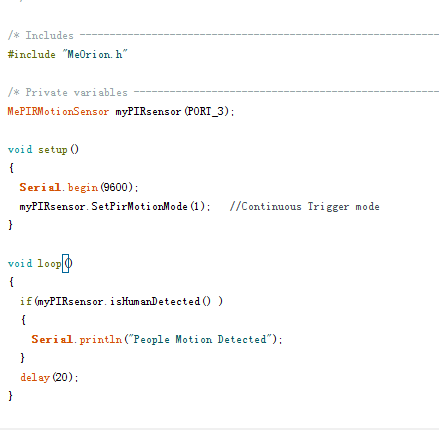 /* Includes ------------------------------------------------------------
#include "MeOrion.h"
/* Private variables ---------------------------------------------------
MePIRMotionSensor myPIRsensor(PORT_3);
void setup()
{
  Serial.begin(9600);
  myPIRsensor.SetPirMotionMode(1);   //Continuous Trigger mode
}
void loop()
{
  if(myPIRsensor.isHumanDetected() )
  {
    Serial.println("People Motion Detected");
  }
  delay(20);
}